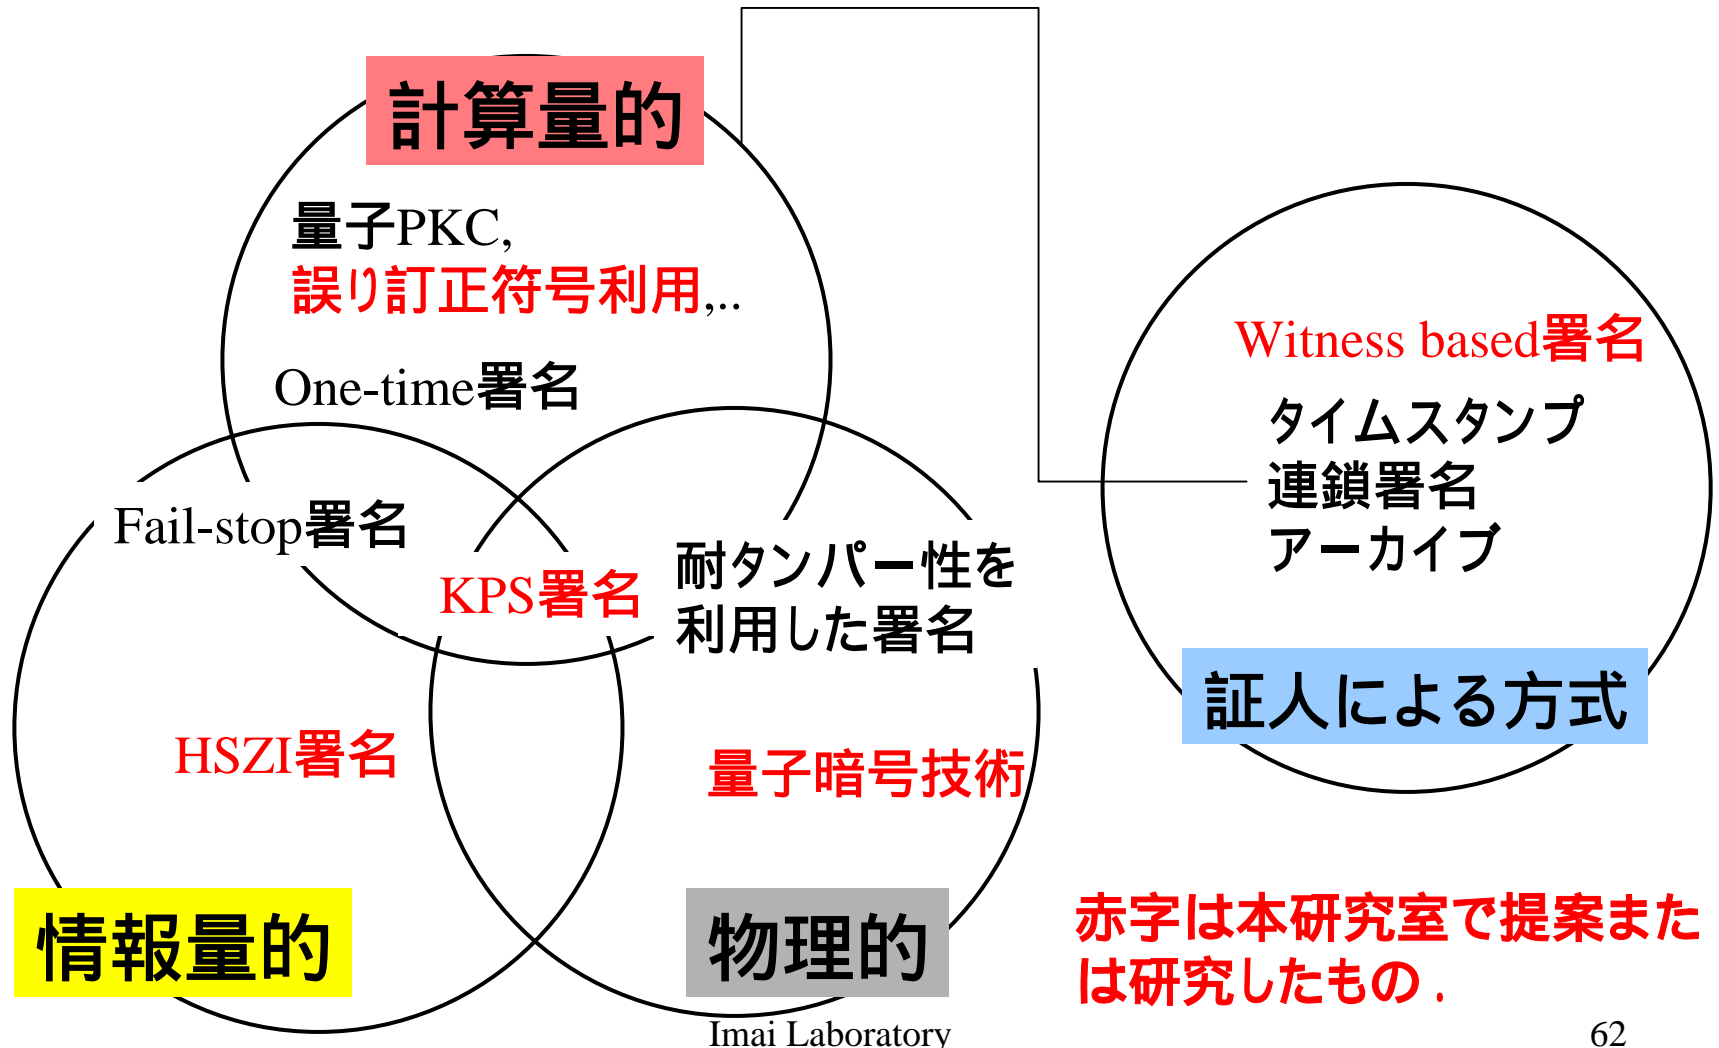 計算量的
量子PKC,
誤り訂正符号利用,..
One-time署名
Fail-stop署名
KPS署名
耐タンパー性を
利用した署名
HSZI署名
量子暗号技術
情報量的
物理的
Witness based署名
タイムスタンプ
連鎖署名
アーカイブ
証人による方式
赤字は本研究室で提案また
は研究したもの．
Imai Laboratory
62